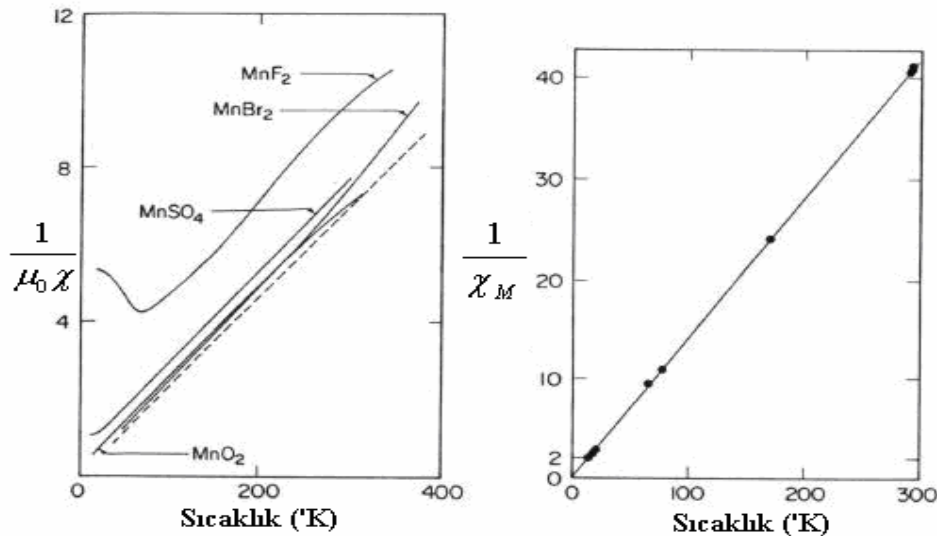 12
8
4
0
200
400
1/μ₀χ
MnF₂
MnBr₂
MnSO₄
MnO₂
Sıcaklık (°K)
40
30
20
10
2
0
0
100
200
300
1/χ_M
Sıcaklık (°K)